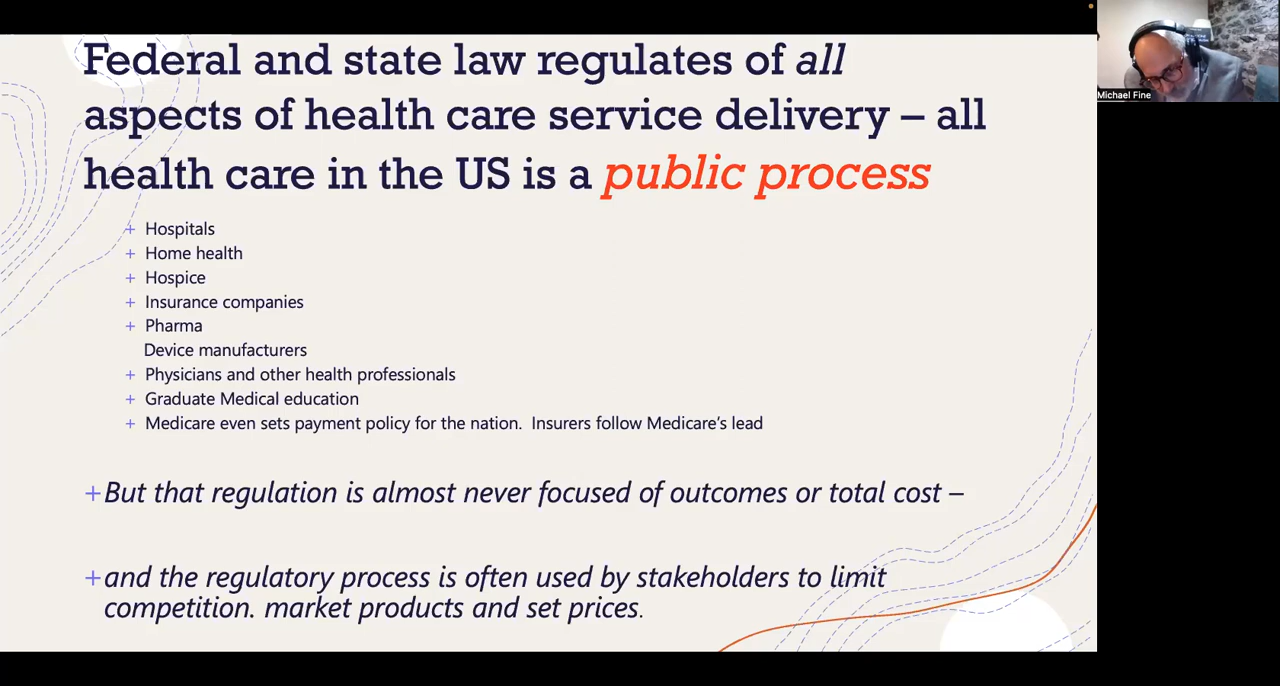 Federal and state law regulates of all
aspects of health care service delivery – all
health care in the US is a public process
+ Hospitals
+ Home health
+ Hospice
+ Insurance companies
+ Pharma
Device manufacturers
+ Physicians and other health professionals
+ Graduate Medical education
+ Medicare even sets payment policy for the nation.  Insurers follow Medicare’s lead
+But that regulation is almost never focused of outcomes or total cost –
+and the regulatory process is often used by stakeholders to limit
competition. market products and set prices.
Michael Fine